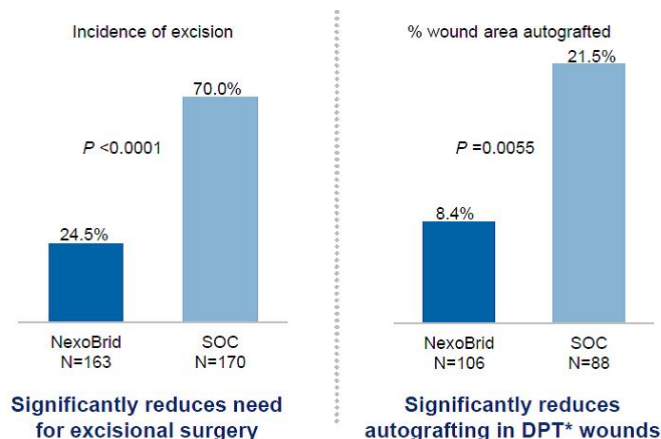 Incidence of excision
70.0%
P <0.0001
24.5%
NexoBrid
N=163
SOC
N=170
Significantly reduces need
for excisional surgery
% wound area autografted
21.5%
P =0.0055
8.4%
NexoBrid
N=106
SOC
N=88
Significantly reduces
autografting in DPT* wounds